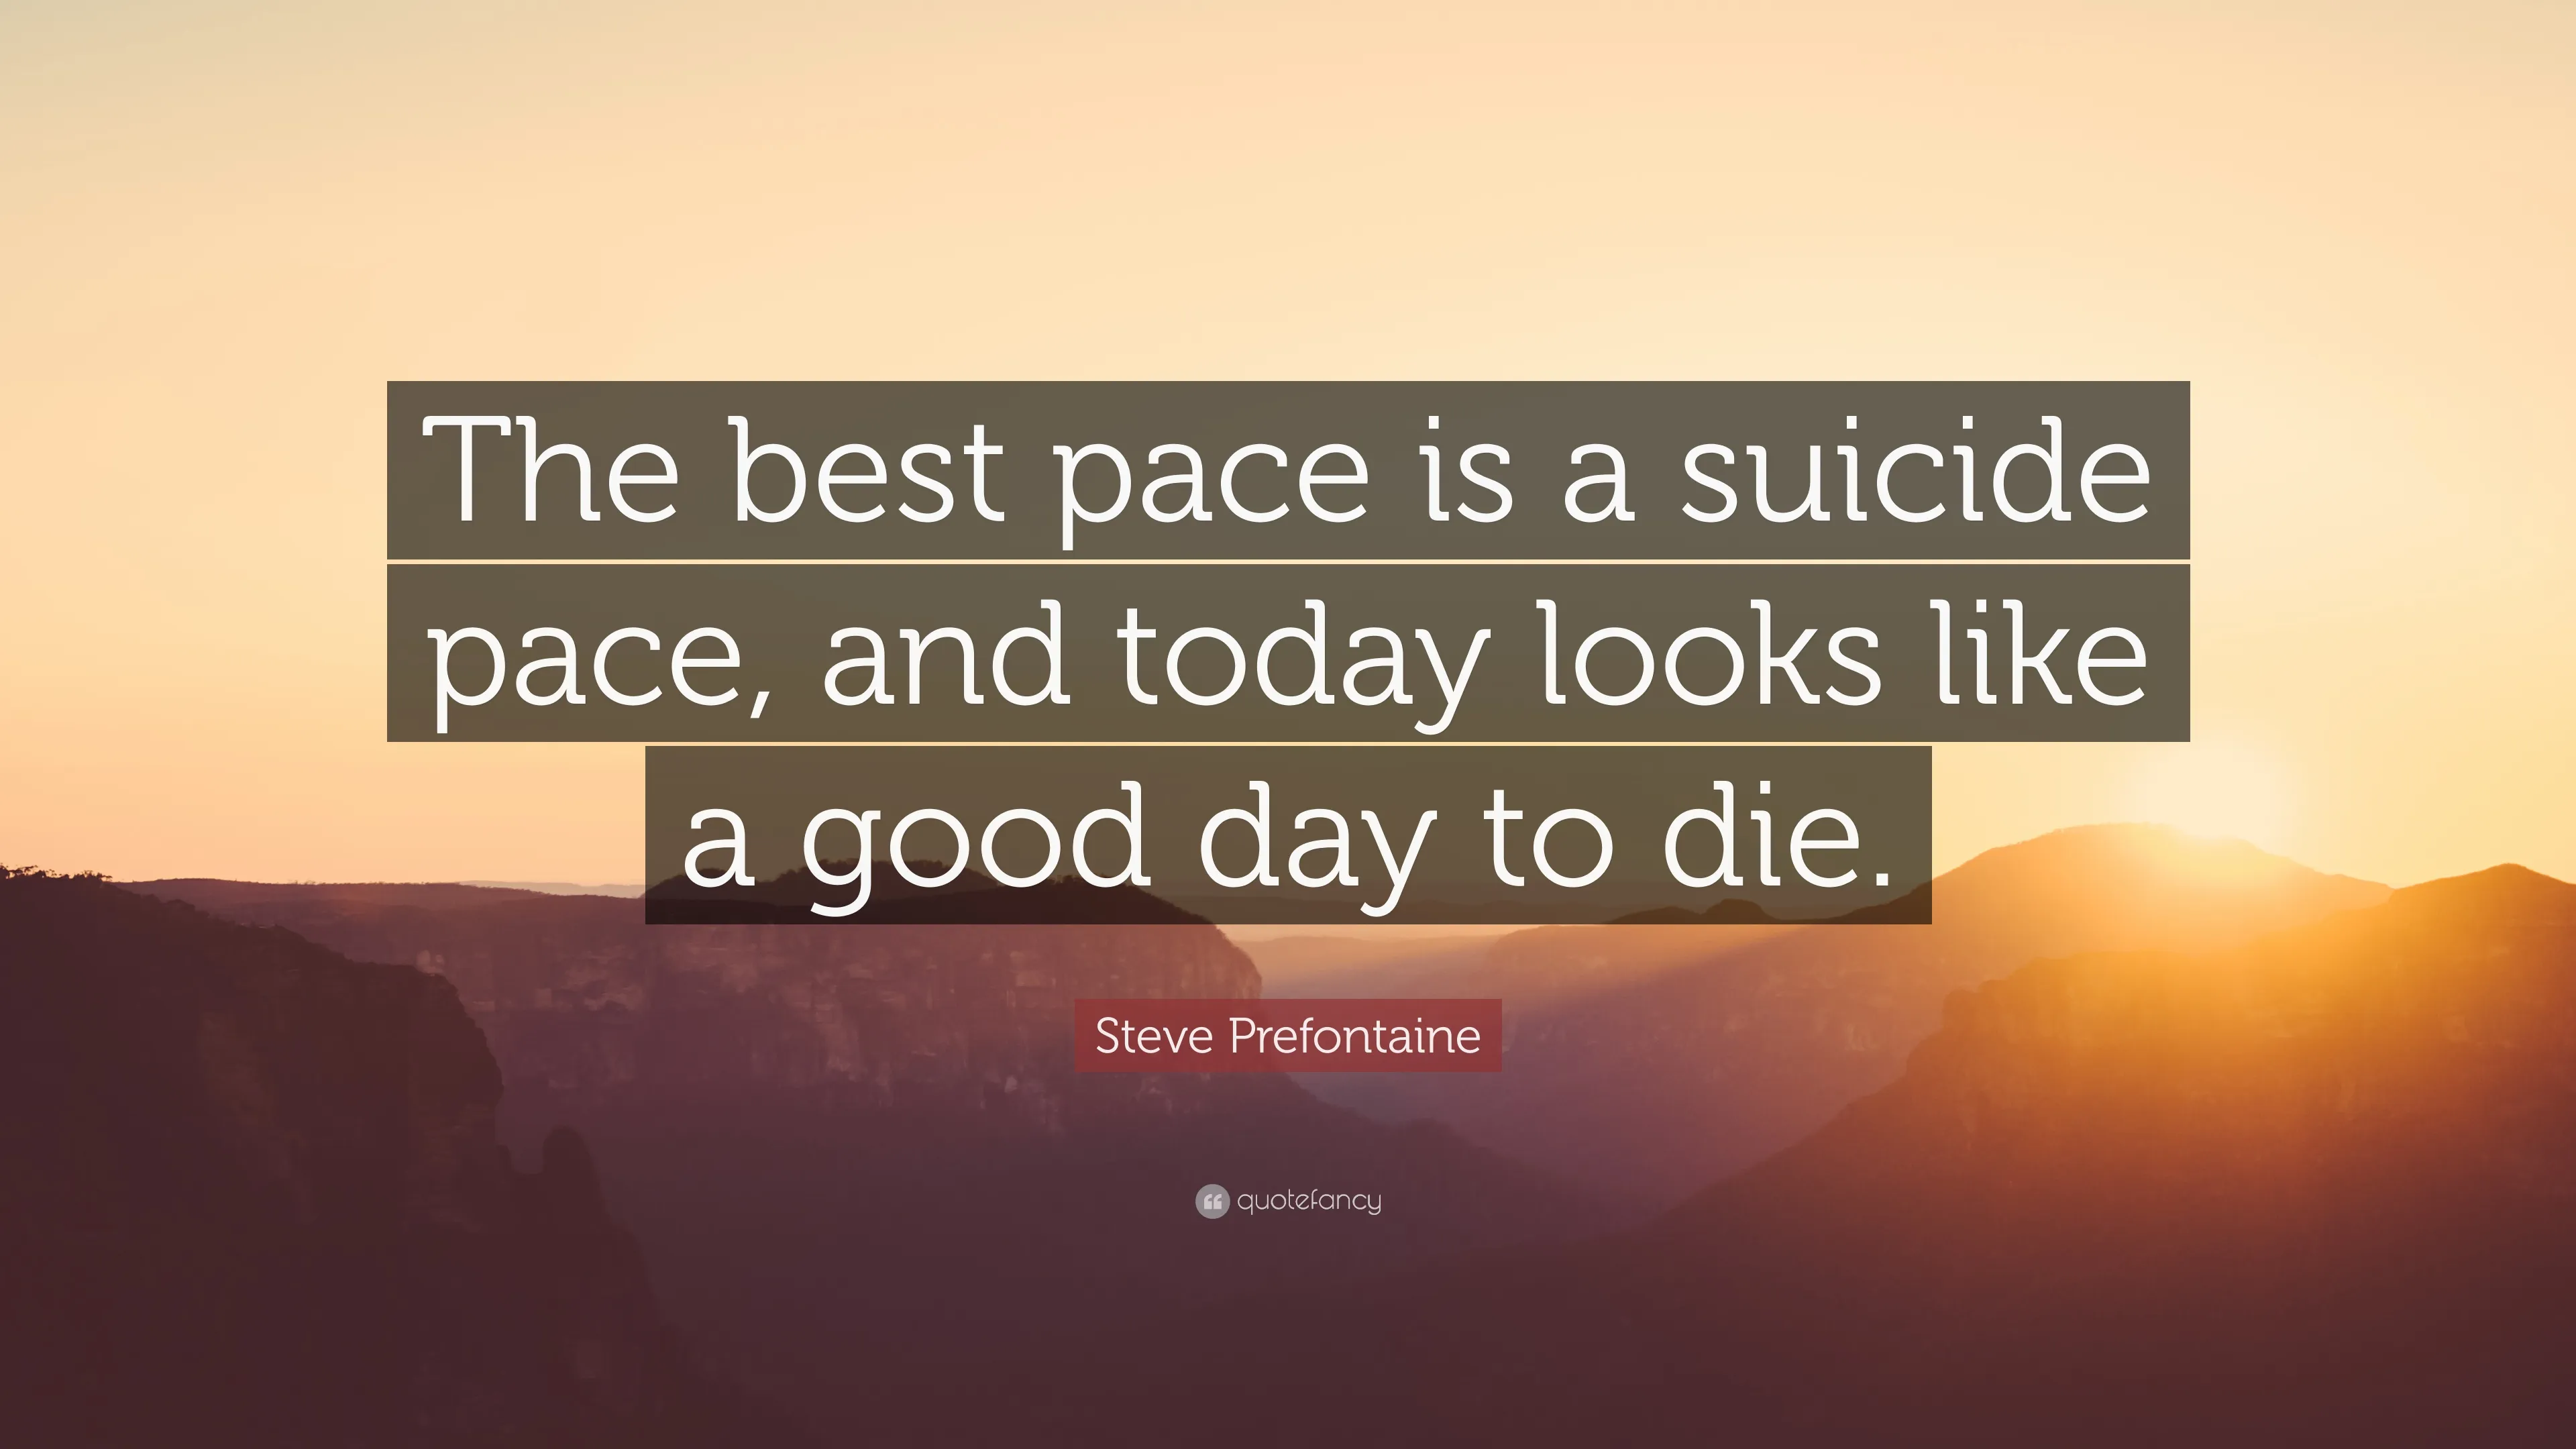 The best pace is a suicide
pace, and today looks like
a good day to die.
Steve Prefontaine
quotefancy